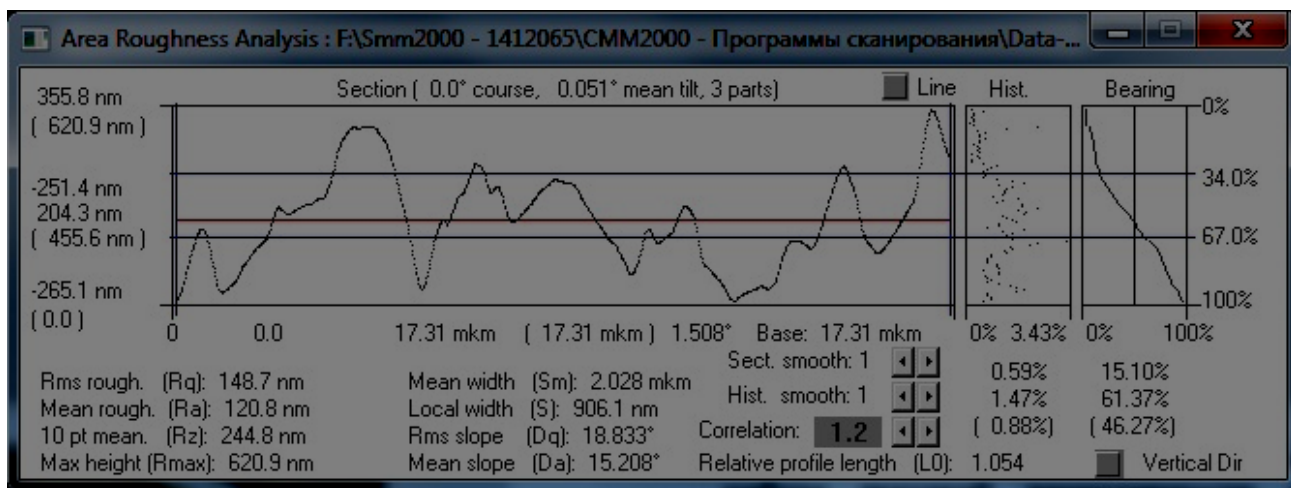 Area Roughness Analysis : F:\Smm2000 - 1412065\CMM2000 - Программы сканирования\Data-...
Section ( 0.0° course, 0.051° mean tilt, 3 parts)
Line
Hist.
Bearing
355.8 nm
( 620.9 nm )
-251.4 nm
204.3 nm
( 455.6 nm )
-265.1 nm
( 0.0 )
0%
34.0%
67.0%
100%
0 0.0 17.31 mkm ( 17.31 mkm ) 1.508° Base: 17.31 mkm
0% 3.43%
0% 100%
Rms rough. (Rq): 148.7 nm
Mean rough. (Ra): 120.8 nm
10 pt mean. (Rz): 244.8 nm
Max height (Rmax): 620.9 nm
Mean width (Sm): 2.028 mkm
Local width (S): 906.1 nm
Rms slope (Dq): 18.833°
Mean slope (Da): 15.208°
Sect. smooth: 1
Hist. smooth: 1
Correlation: 1.2
Relative profile length (L0): 1.054
0.59% 15.10%
1.47% 61.37%
( 0.88%) ( 46.27%)
Vertical Dir